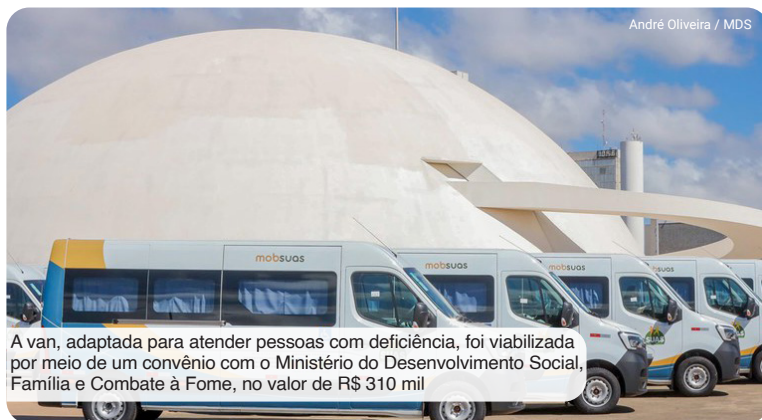 André Oliveira / MDS
mobsuas
mobsuas
mobsuas
suas
A van, adaptada para atender pessoas com deficiência, foi viabilizada
por meio de um convênio com o Ministério do Desenvolvimento Social,
Família e Combate à Fome, no valor de R$ 310 mil